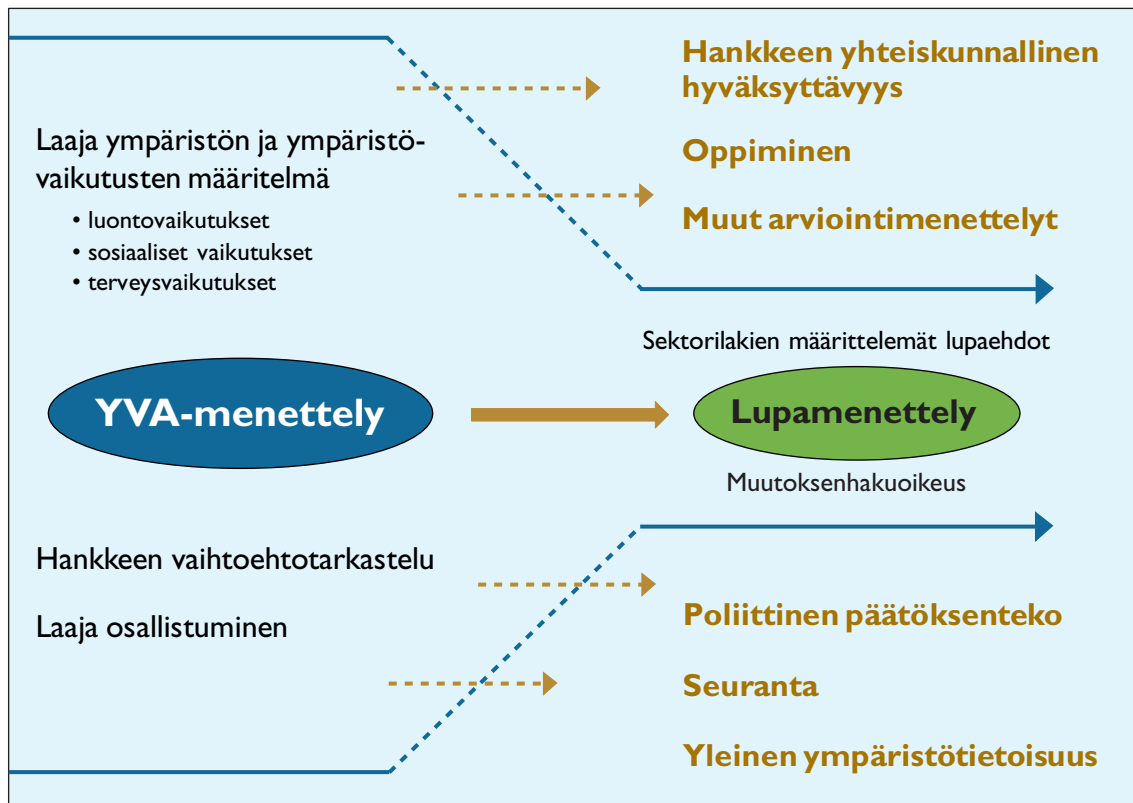 Hankkeen yhteiskunnallinen
hyväksyttävyys
Laaja ympäristön ja ympäristö-
vaikutusten määritelmä
• luontovaikutukset
• sosiaaliset vaikutukset
• terveysvaikutukset
Oppiminen
Muut arviointimenettelyt
Sektorilakien määrittelemät lupaehdot
YVA-menettely
Lupamenettely
Muutoksenhakuoikeus
Hankkeen vaihtoehtotarkastelu
Laaja osallistuminen
Poliittinen päätöksenteko
Seuranta
Yleinen ympäristötietoisuus